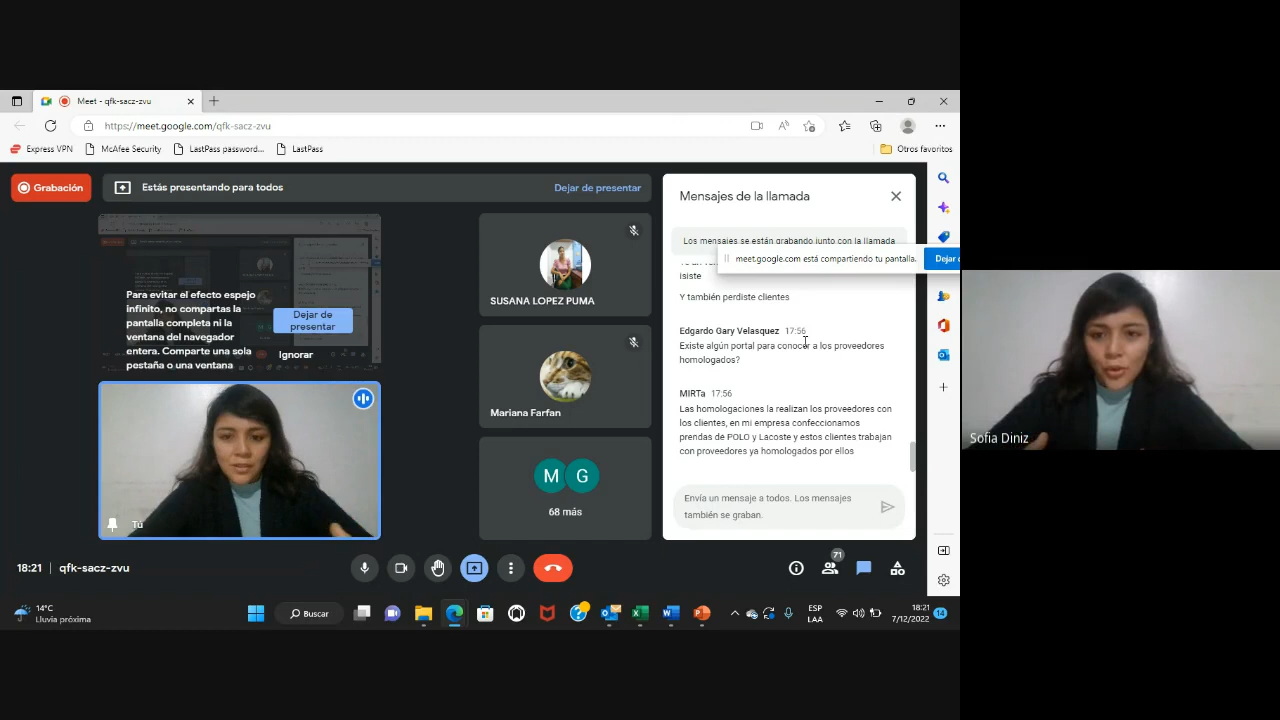 Meet - qfk-sacz-zvu
https://meet.google.com/qfk-sacz-zvu
Express VPN
McAfee Security
LastPass password...
LastPass
Otros favoritos
Grabación
Estás presentando para todos
Dejar de presentar
Para evitar el efecto espejo
infinito, no compartas la
pantalla completa ni la
ventana del navegador
entera. Comparte una sola
pestaña o una ventana
Dejar de
presentar
Ignorar
Tú
SUSANA LOPEZ PUMA
Mariana Farfan
M
G
68 más
Mensajes de la llamada
Los mensajes se están grabando junto con la llamada
meet.google.com está compartiendo tu pantalla.
Dejar
isiste
Y también perdiste clientes
Edgardo Gary Velasquez 17:56
Existe algún portal para conocer a los proveedores
homologados?
MIRTa 17:56
Las homologaciones la realizan los proveedores con
los clientes, en mi empresa confeccionamos
prendas de POLO y Lacoste y estos clientes trabajan
con proveedores ya homologados por ellos
Envía un mensaje a todos. Los mensajes
también se graban.
Sofia Diniz
18:21 | qfk-sacz-zvu
71
14°C
Lluvia próxima
Buscar
ESP
LAA
18:21
7/12/2022
14